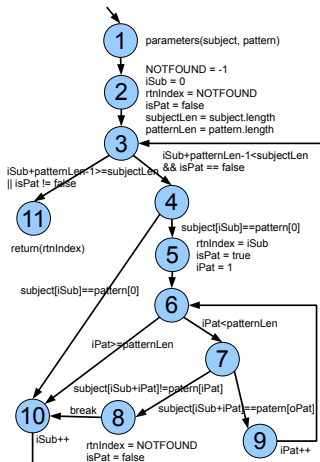 1
parameters(subject, pattern)
NOTFOUND = -1
iSub = 0
2
rtnIndex = NOTFOUND
isPat = false
subjectLen = subject.length
patternLen = pattern.length
3
iSub+patternLen-1<subjectLen
&& isPat == false
iSub+patternLen-1>=subjectLen
|| isPat != false
4
11
return(rtnIndex)
subject[iSub]==pattern[0]
5
rtnIndex = iSub
isPat = true
iPat = 1
subject[iSub]==pattern[0]
6
iPat<patternLen
iPat>=patternLen
7
subject[iSub+iPat]!=patern[iPat]
subject[iSub+iPat]==patern[oPat]
10
break
8
9
iPat++
iSub++
rtnIndex = NOTFOUND
isPat = false